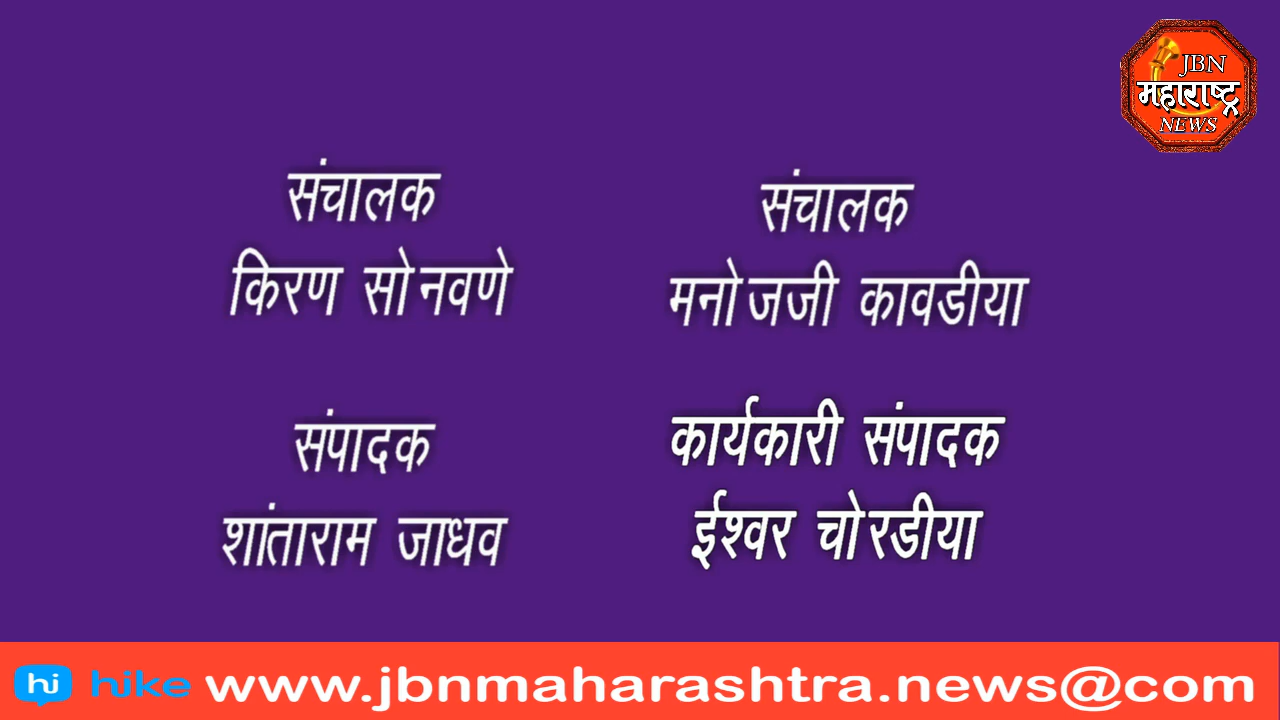 JBN
महाराष्ट्र
NEWS
संचालक
किरण सोनवणे
संचालक
मनोजजी कावडीया
संपादक
शांताराम जाधव
कार्यकारी संपादक
ईश्वर चोरडीया
hi hike www.jbnmaharashtra.news@com